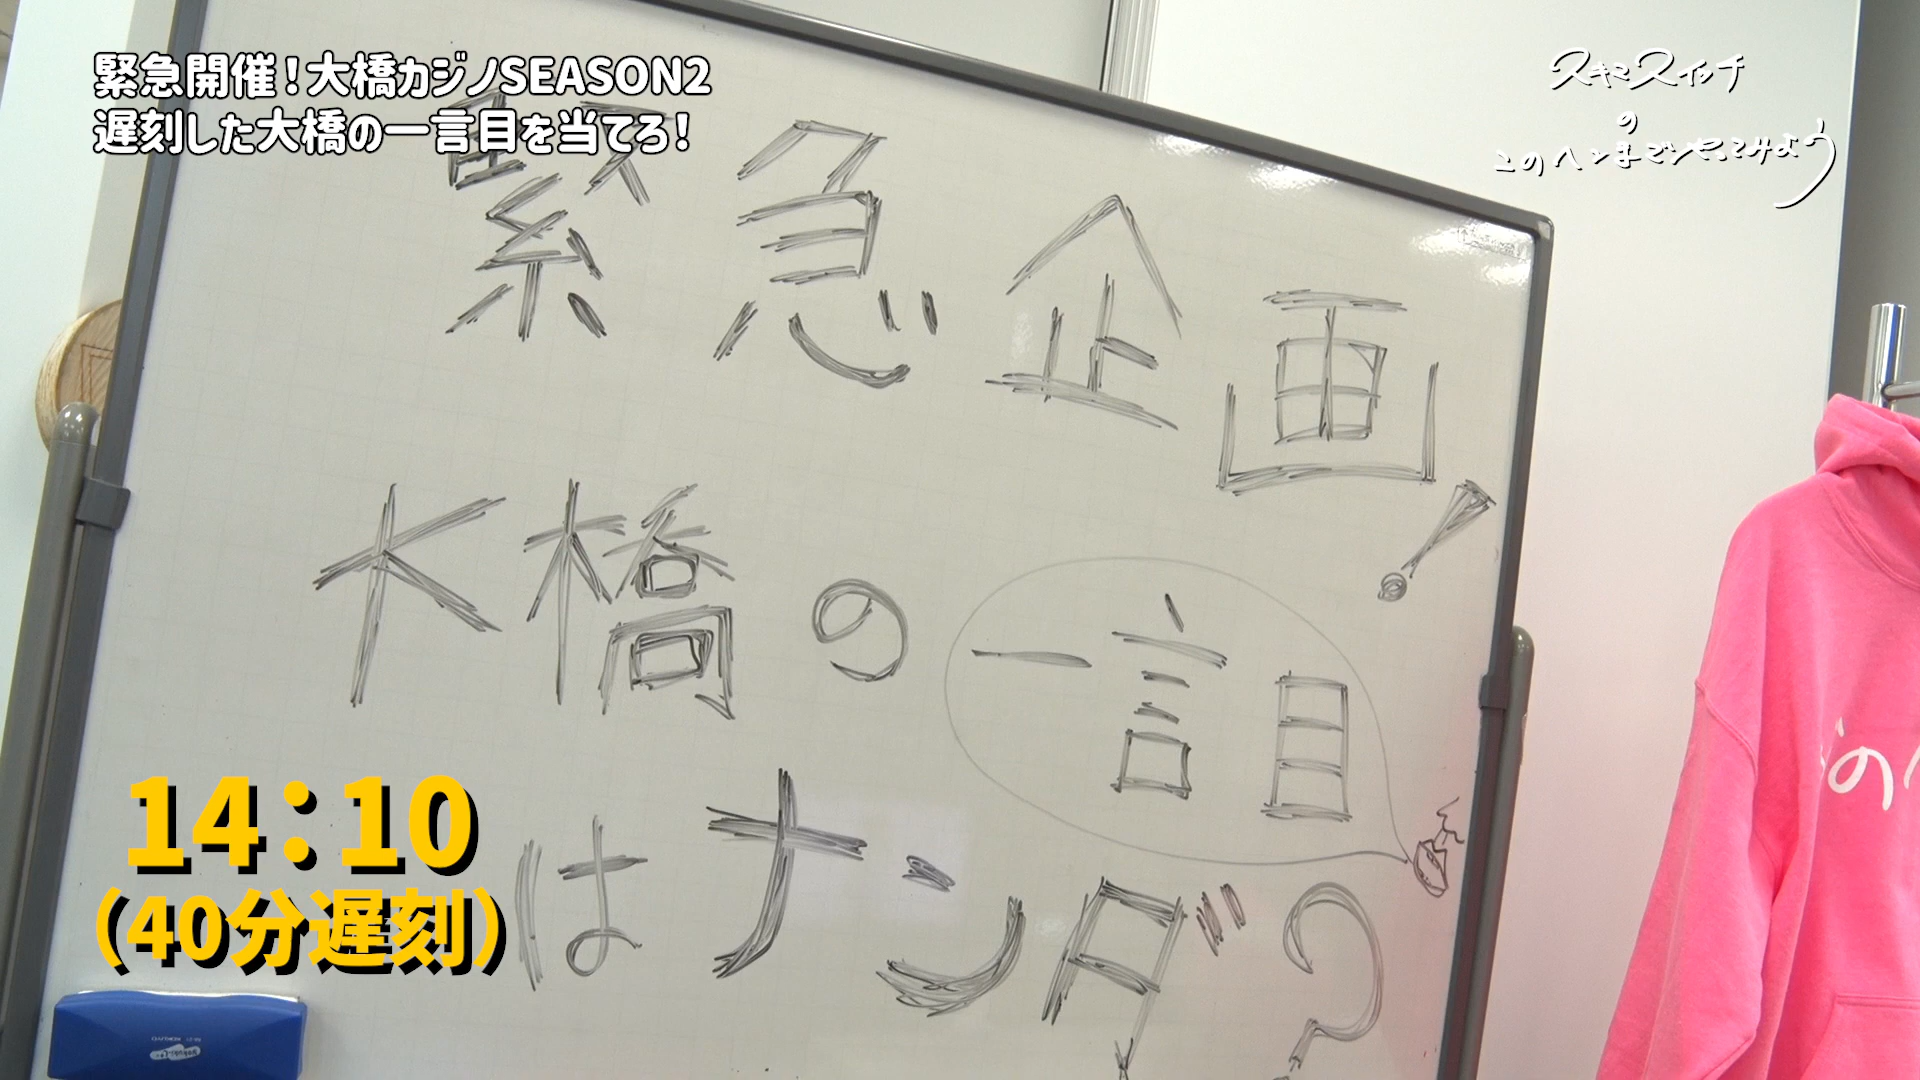 緊急開催！大橋カジノSEASON2
遅刻した大橋の一言目を当てろ！
スキマスイッチ
の
このヘンまでやってみよう
緊急企画！
大橋の一言目
はナンダ？
14：10
（40分遅刻）
KOKUYO